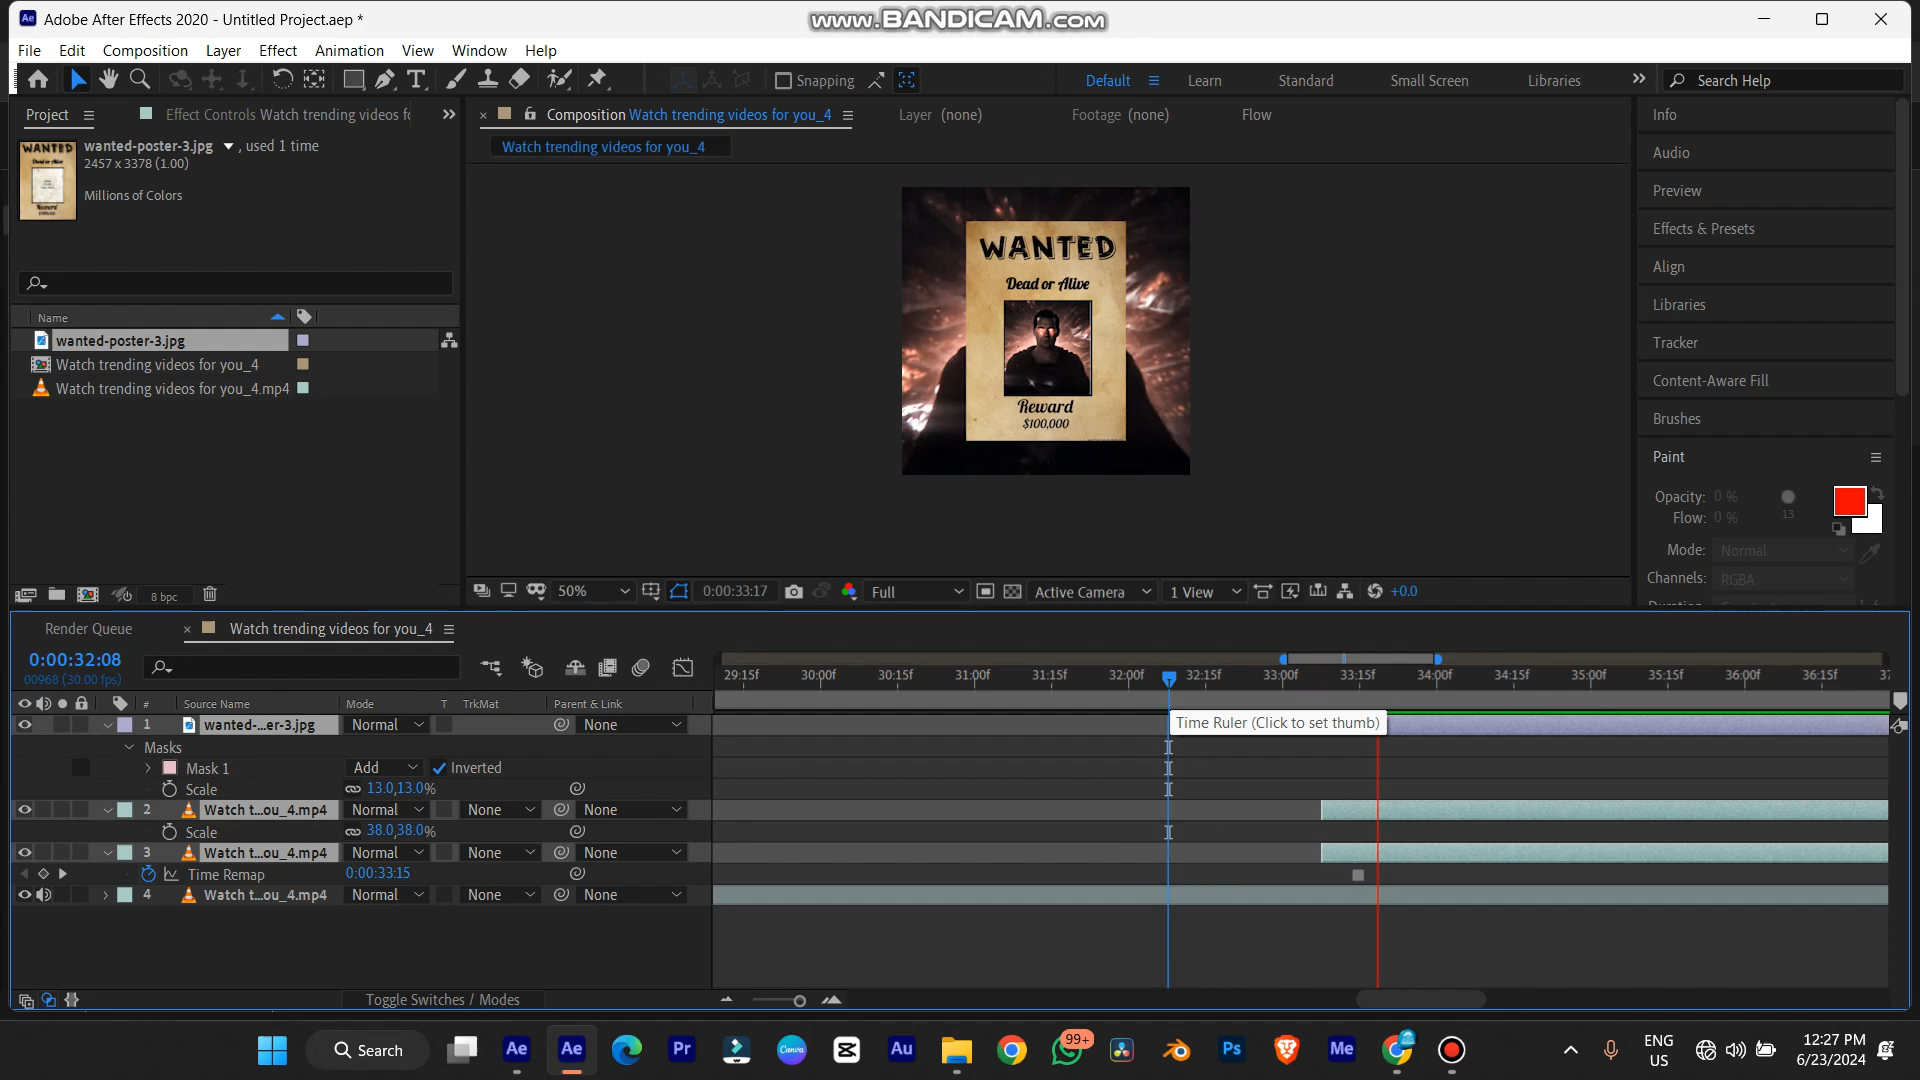 Adobe After Effects 2020 - Untitled Project.aep *
www.BANDICAM.com
File Edit Composition Layer Effect Animation View Window Help
Snapping
Default Learn Standard Small Screen Libraries
Search Help
Project Effect Controls Watch trending videos fo
Composition Watch trending videos for you_4
Layer (none)
Footage (none)
Flow
Watch trending videos for you_4
wanted-poster-3.jpg , used 1 time
2457 x 3378 (1.00)
Millions of Colors
Name
wanted-poster-3.jpg
Watch trending videos for you_4
Watch trending videos for you_4.mp4
8 bpc
WANTED
Dead or Alive
Reward
$100,000
50% 0:00:33:17 Full Active Camera 1 View +0.0
Info
Audio
Preview
Effects & Presets
Align
Libraries
Tracker
Content-Aware Fill
Brushes
Paint
Opacity: 0 %
Flow: 0 %
13
Mode: Normal
Channels: RGBA
Render Queue
Watch trending videos for you_4
0:00:32:08
00968 (30.00 fps)
29:15f 30:00f 30:15f 31:00f 31:15f 32:00f 32:15f 33:00f 33:15f 34:00f 34:15f 35:00f 35:15f 36:00f 36:15f 37
# Source Name Mode T TrkMat Parent & Link
1 wanted-...er-3.jpg Normal None
Time Ruler (Click to set thumb)
Masks
Mask 1 Add Inverted
Scale 13.0,13.0%
2 Watch t...ou_4.mp4 Normal None None
Scale 38.0,38.0%
3 Watch t...ou_4.mp4 Normal None None
Time Remap 0:00:33:15
4 Watch t...ou_4.mp4 Normal None None
Toggle Switches / Modes
Search
99+
ENG
US
12:27 PM
6/23/2024